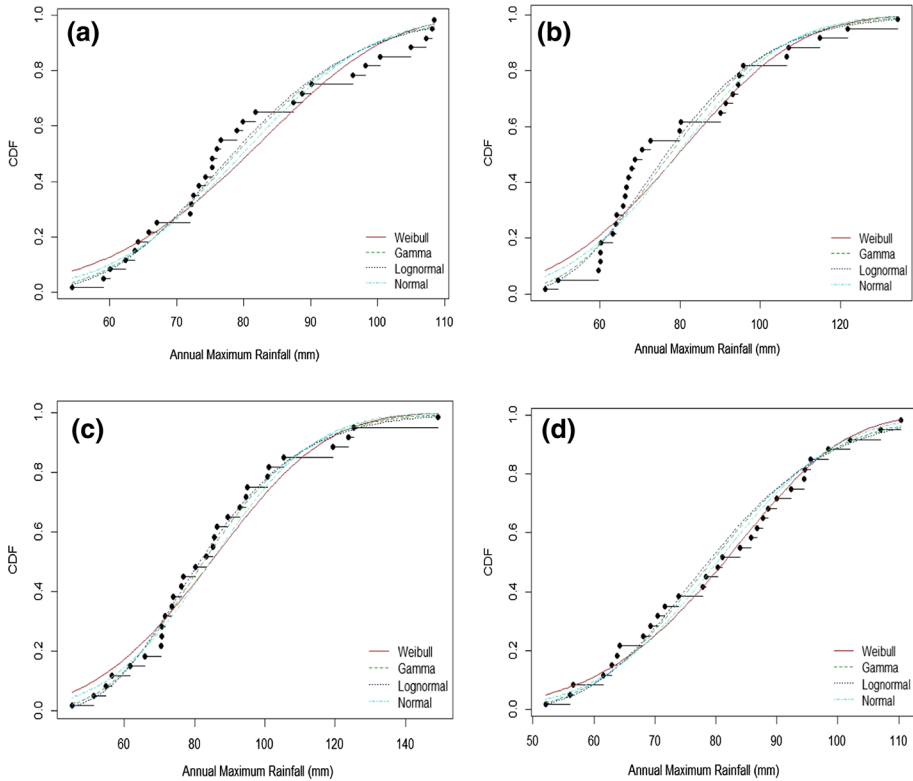 (a)
CDF
1.0
0.8
0.6
0.4
0.2
0.0
60 70 80 90 100 110
Annual Maximum Rainfall (mm)
Weibull
Gamma
Lognormal
Normal
(b)
CDF
1.0
0.8
0.6
0.4
0.2
0.0
60 80 100 120
Annual Maximum Rainfall (mm)
Weibull
Gamma
Lognormal
Normal
(c)
CDF
1.0
0.8
0.6
0.4
0.2
0.0
60 80 100 120 140
Annual Maximum Rainfall (mm)
Weibull
Gamma
Lognormal
Normal
(d)
CDF
1.0
0.8
0.6
0.4
0.2
0.0
50 60 70 80 90 100 110
Annual Maximum Rainfall (mm)
Weibull
Gamma
Lognormal
Normal